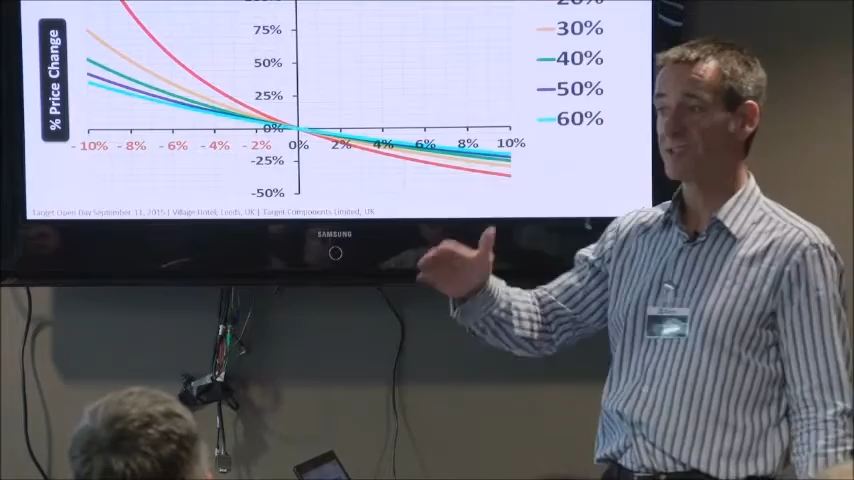 20%
75%
30%
% Price Change
50%
40%
25%
50%
0%
60%
- 10% - 8% - 6% - 4% - 2% 0% 2% 4% 6% 8% 10%
-25%
-50%
Target Open Day September 11, 2015 | Village Hotel, Leeds, UK | Target Components Limited, UK
SAMSUNG